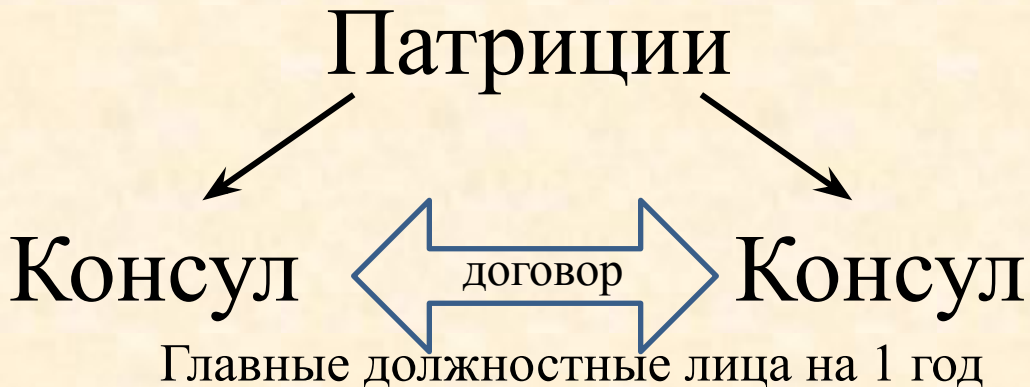 Патриции
Консул договор Консул
Главные должностные лица на 1 год